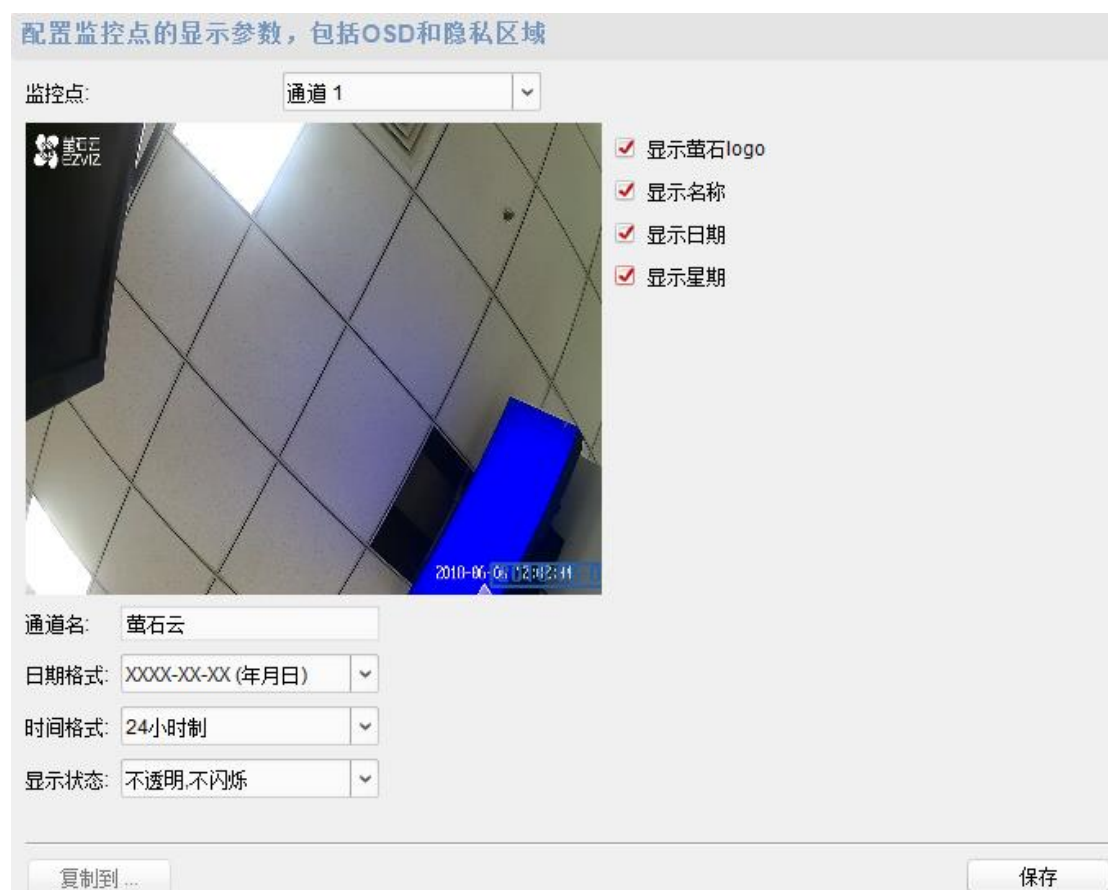 配置监控点的显示参数，包括OSD和隐私区域
监控点: 通道 1
萤石云
EZVIZ
显示萤石logo
显示名称
显示日期
显示星期
通道名: 萤石云
日期格式: XXXX-XX-XX (年月日)
时间格式: 24小时制
显示状态: 不透明,不闪烁
复制到 ...
保存